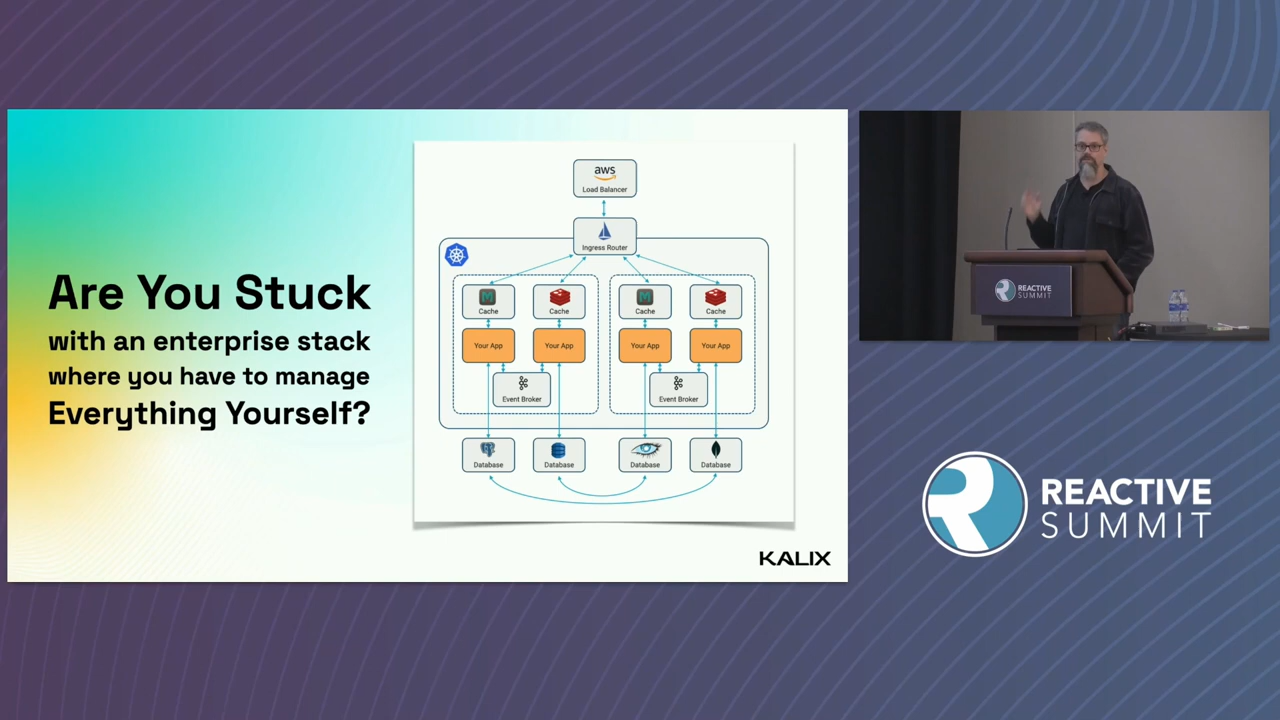 Are You Stuck
with an enterprise stack
where you have to manage
Everything Yourself?
aws
Load Balancer
Ingress Router
M
Cache
Cache
M
Cache
Cache
Your App
Your App
Your App
Your App
Event Broker
Event Broker
Database
Database
Database
Database
KALIX
REACTIVE
SUMMIT
R
REACTIVE
SUMMIT